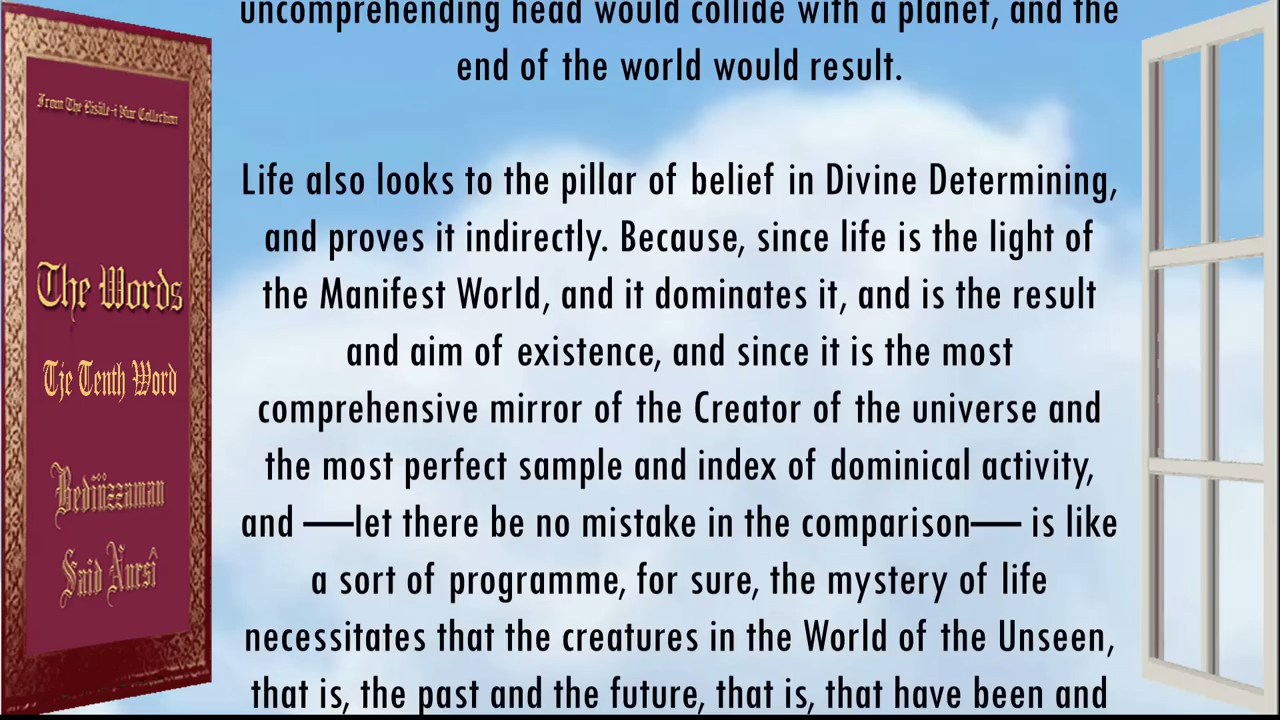 From The Risale-i Nur Collection
The Words
Tje Tenth Word
Bediüzzaman
Said Nursî
uncomprehending head would collide with a planet, and the
end of the world would result.
Life also looks to the pillar of belief in Divine Determining,
and proves it indirectly. Because, since life is the light of
the Manifest World, and it dominates it, and is the result
and aim of existence, and since it is the most
comprehensive mirror of the Creator of the universe and
the most perfect sample and index of dominical activity,
and —let there be no mistake in the comparison— is like
a sort of programme, for sure, the mystery of life
necessitates that the creatures in the World of the Unseen,
that is, the past and the future, that is, that have been and